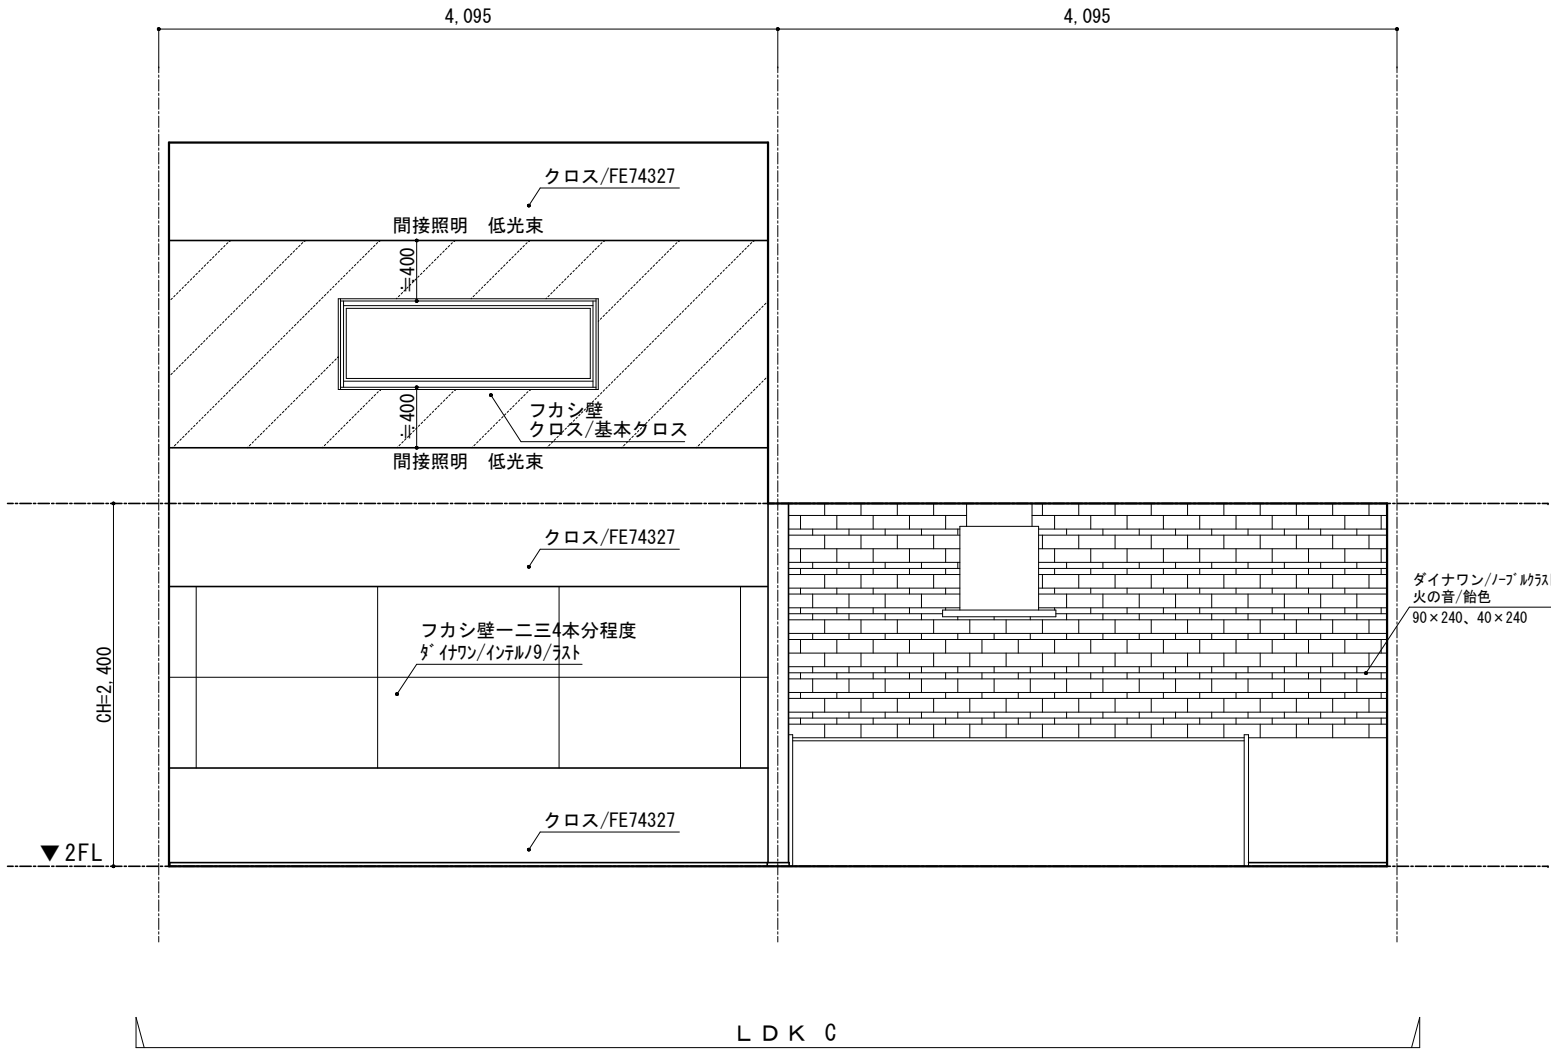 4,095
4,095
クロス/FE74327
間接照明 低光束
≒400
≒400
フカシ壁
クロス/基本グロス
間接照明 低光束
クロス/FE74327
ダイナワン/ﾉｰﾌﾞﾙｸﾗｽ
火の音/飴色
90×240、40×240
フカシ壁一二三4本分程度
ﾀﾞｲﾅﾜﾝ/ｲﾝﾃﾙﾉ9/ﾗｽﾄ
CH=2,400
クロス/FE74327
▼2FL
ＬＤＫ C